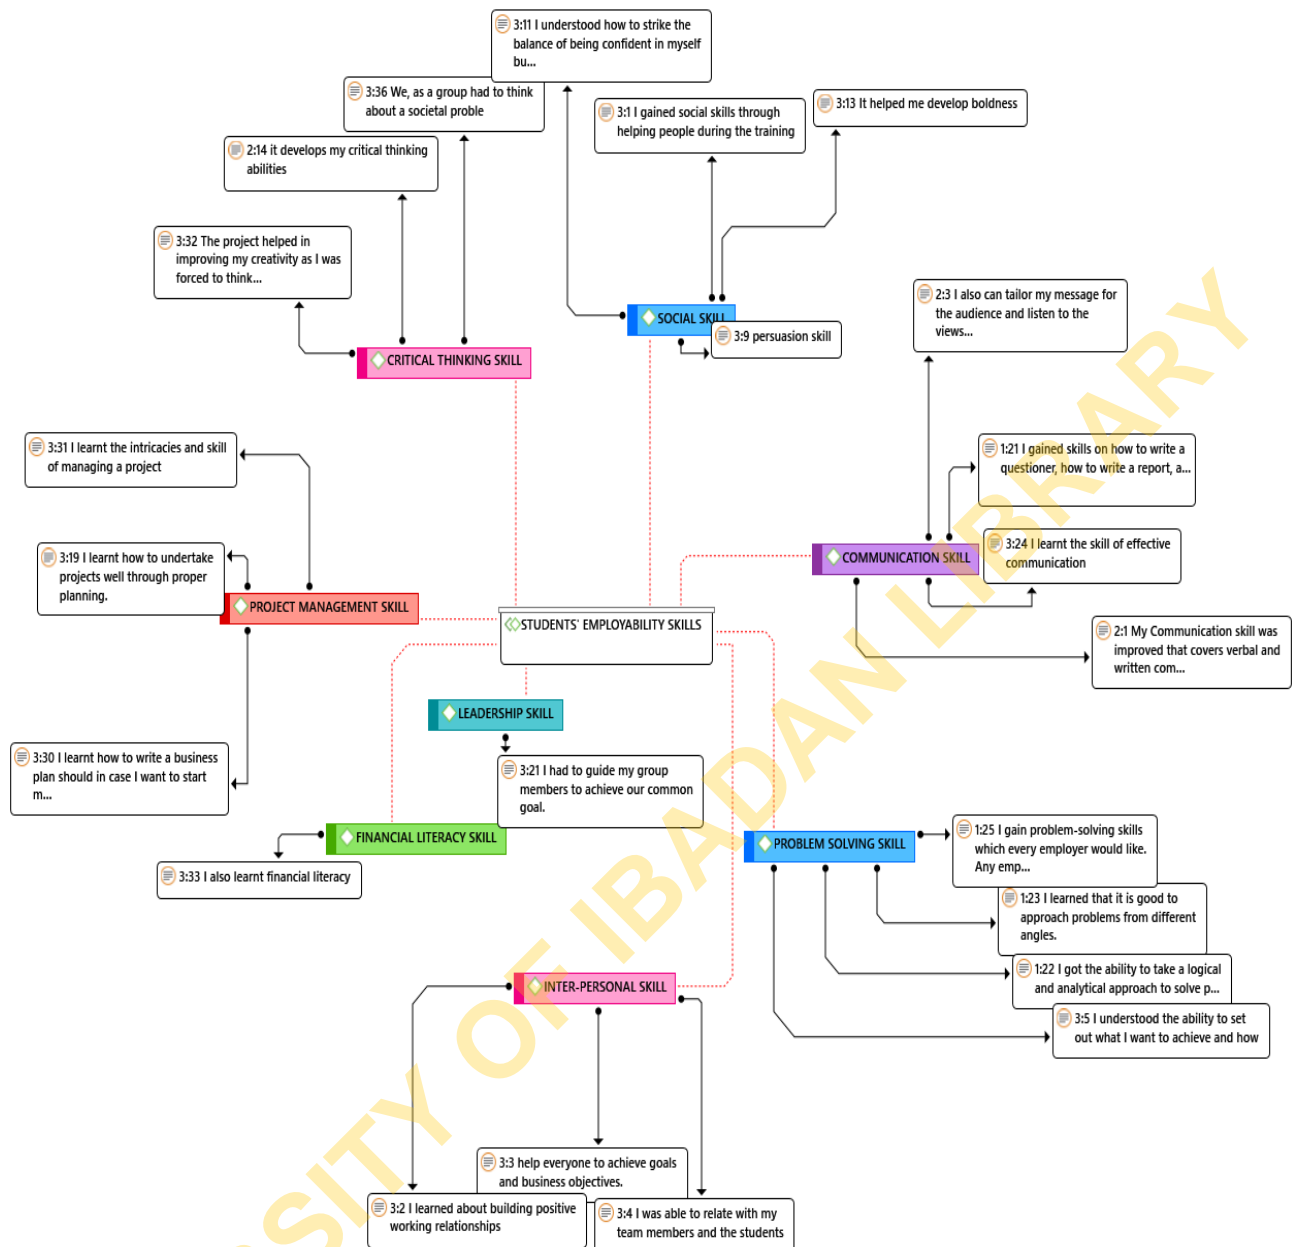 3:11 I understood how to strike the
balance of being confident in myself
bu...
3:36 We, as a group had to think
about a societal proble
3:1 I gained social skills through
helping people during the training
3:13 It helped me develop boldness
2:14 it develops my critical thinking
abilities
3:32 The project helped in
improving my creativity as I was
forced to think...
2:3 I also can tailor my message for
the audience and listen to the
views...
SOCIAL SKILL
3:9 persuasion skill
CRITICAL THINKING SKILL
3:31 I learnt the intricacies and skill
of managing a project
1:21 I gained skills on how to write a
questioner, how to write a report, a...
3:19 I learnt how to undertake
projects well through proper
planning.
COMMUNICATION SKILL
3:24 I learnt the skill of effective
communication
PROJECT MANAGEMENT SKILL
STUDENTS' EMPLOYABILITY SKILLS
2:1 My Communication skill was
improved that covers verbal and
written com...
LEADERSHIP SKILL
3:30 I learnt how to write a business
plan should in case I want to start
m...
3:21 I had to guide my group
members to achieve our common
goal.
FINANCIAL LITERACY SKILL
3:33 I also learnt financial literacy
PROBLEM SOLVING SKILL
1:25 I gain problem-solving skills
which every employer would like.
Any emp...
1:23 I learned that it is good to
approach problems from different
angles.
1:22 I got the ability to take a logical
and analytical approach to solve p...
3:5 I understood the ability to set
out what I want to achieve and how
INTER-PERSONAL SKILL
3:3 help everyone to achieve goals
and business objectives.
3:2 I learned about building positive
working relationships
3:4 I was able to relate with my
team members and the students
SITY OF IBADAN LIBRARY